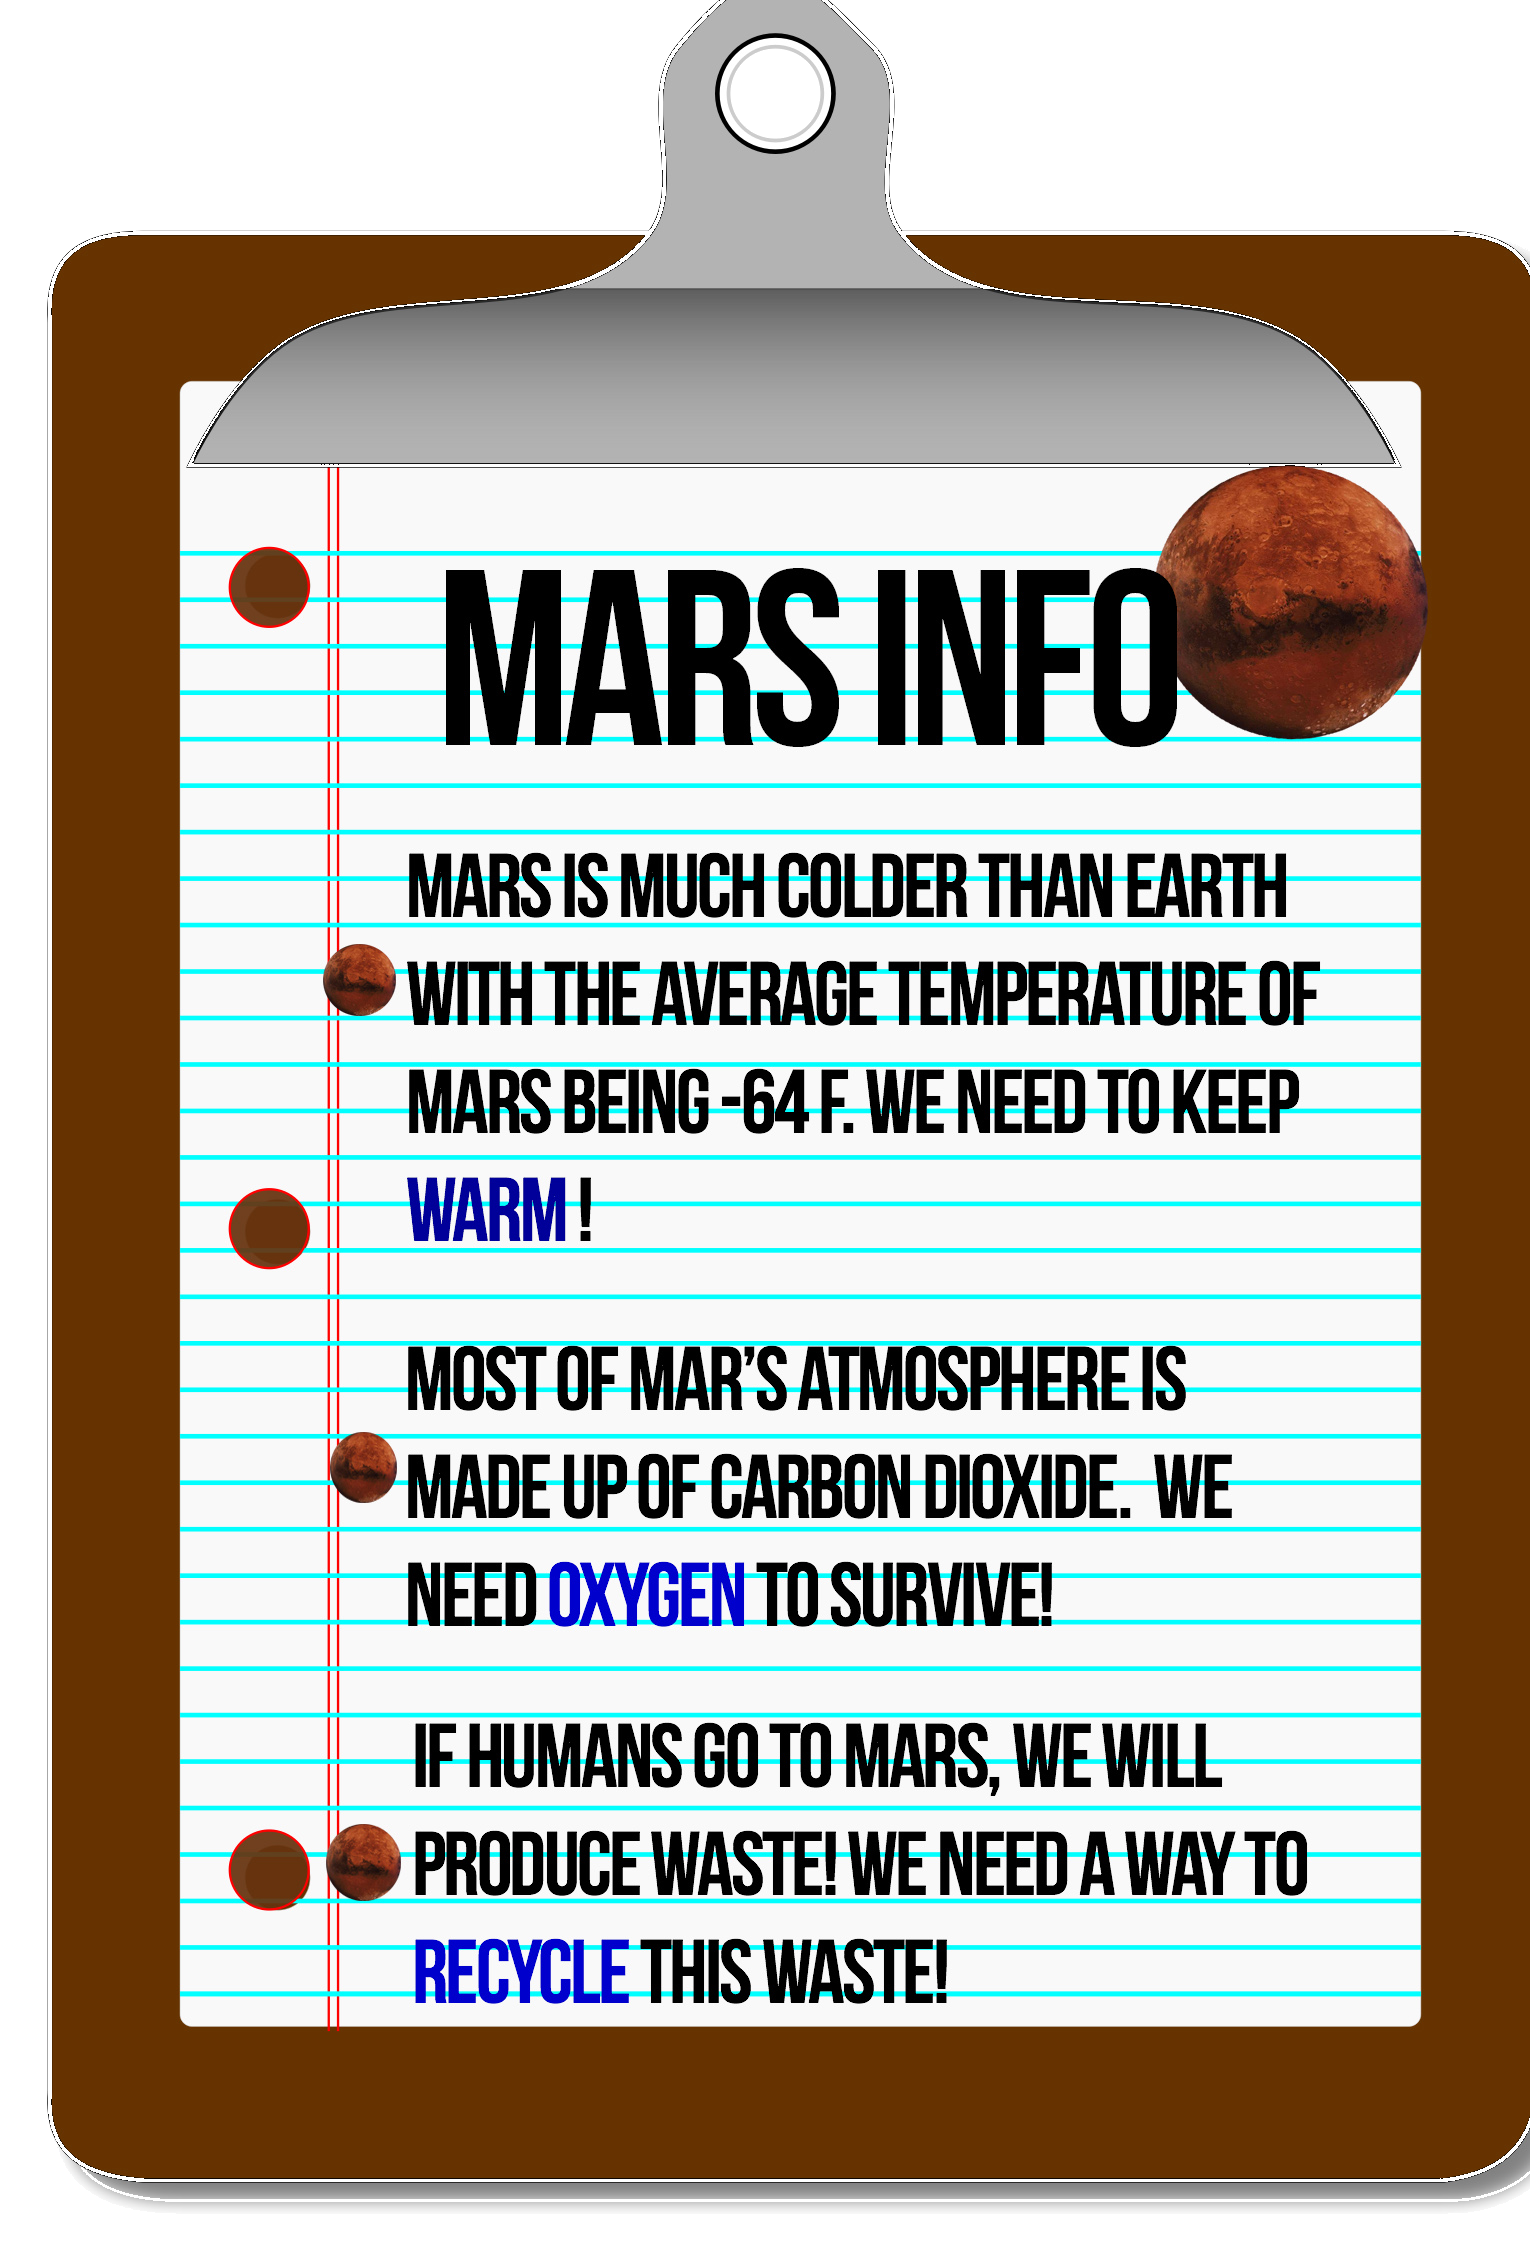 MARS INFO
MARS IS MUCH COLDER THAN EARTH
WITH THE AVERAGE TEMPERATURE OF
MARS BEING -64 F. WE NEED TO KEEP
WARM !
MOST OF MAR’S ATMOSPHERE IS
MADE UP OF CARBON DIOXIDE.  WE
NEED OXYGEN TO SURVIVE!
IF HUMANS GO TO MARS, WE WILL
PRODUCE WASTE! WE NEED A WAY TO
RECYCLE THIS WASTE!